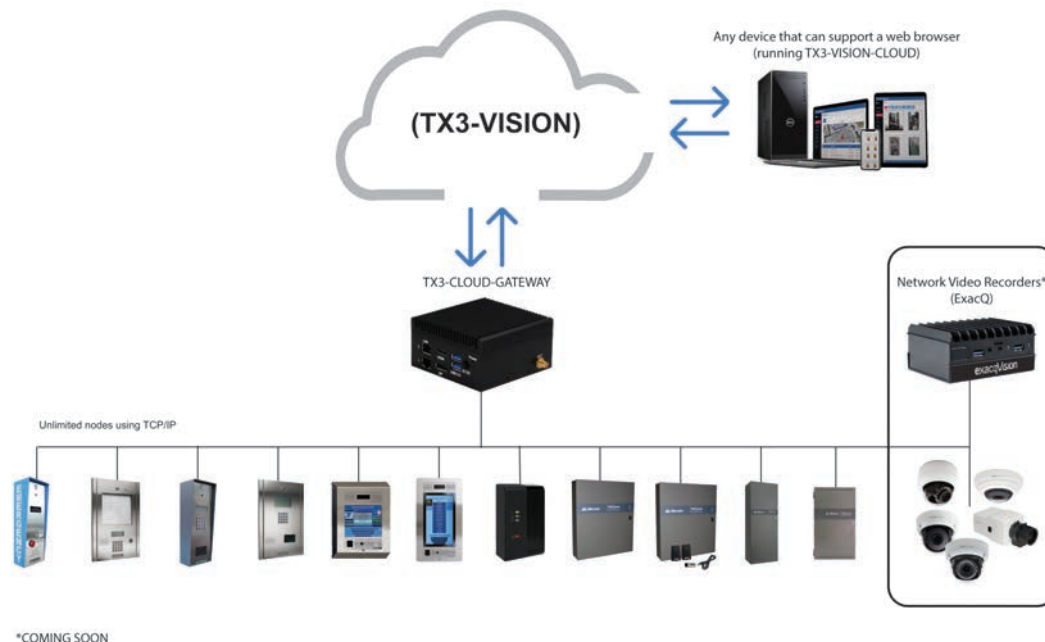 Any device that can support a web browser
(running TX3-VISION-CLOUD)
(TX3-VISION)
TX3-CLOUD-GATEWAY
Network Video Recorders*
(ExacQ)
exacqVision
Unlimited nodes using TCP/IP
EMERGENCY
*COMING SOON